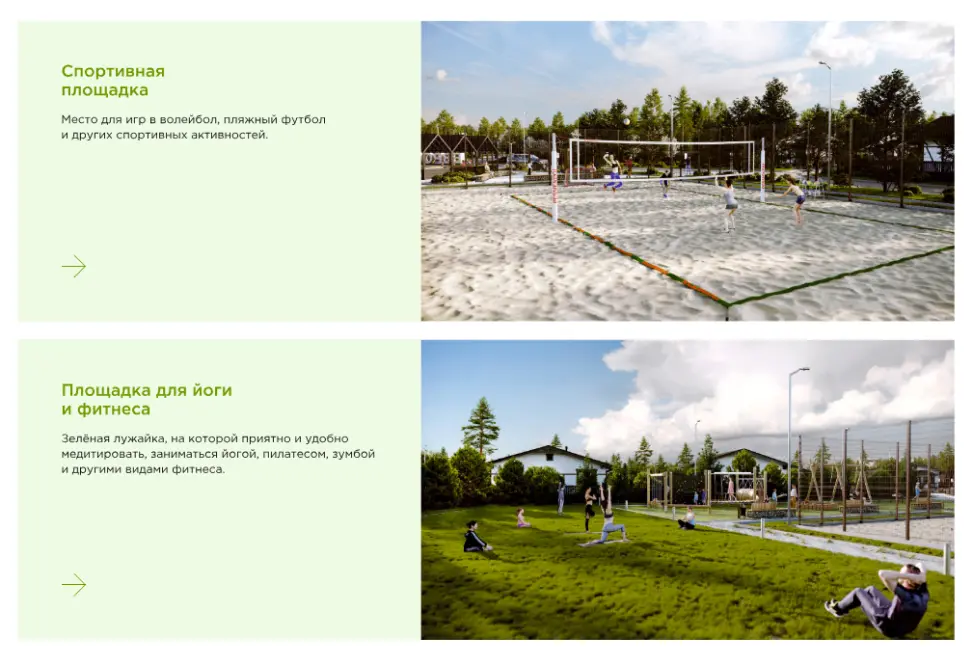 Спортивная
площадка
Место для игр в волейбол, пляжный футбол
и других спортивных активностей.
Площадка для йоги
и фитнеса
Зелёная лужайка, на которой приятно и удобно
медитировать, заниматься йогой, пилатесом, зумбой
и другими видами фитнеса.